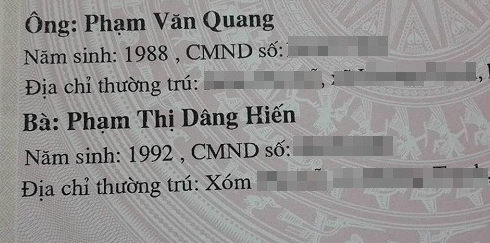 Ông: Phạm Văn Quang
Năm sinh: 1988 , CMND số:
Địa chỉ thường trú:
Bà: Phạm Thị Dâng Hiến
Năm sinh: 1992 , CMND số:
Địa chỉ thường trú: Xóm